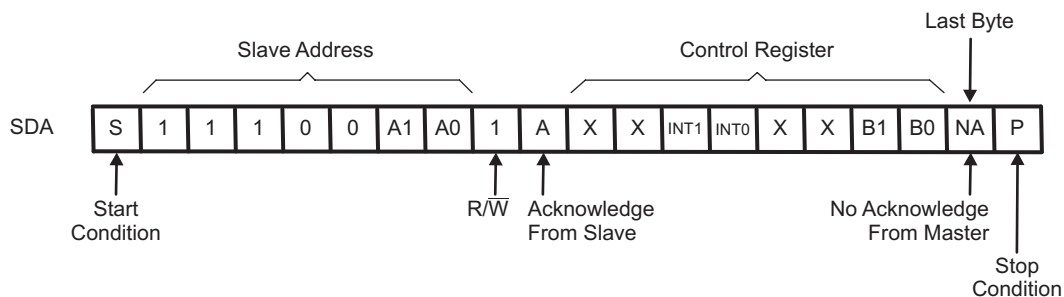 Last Byte
Slave Address
Control Register
SDA S 1 1 1 0 0 A1 A0 1 A X X INT1 INT0 X X B1 B0 NA P
Start
Condition
R/W̅
Acknowledge
From Slave
No Acknowledge
From Master
Stop
Condition